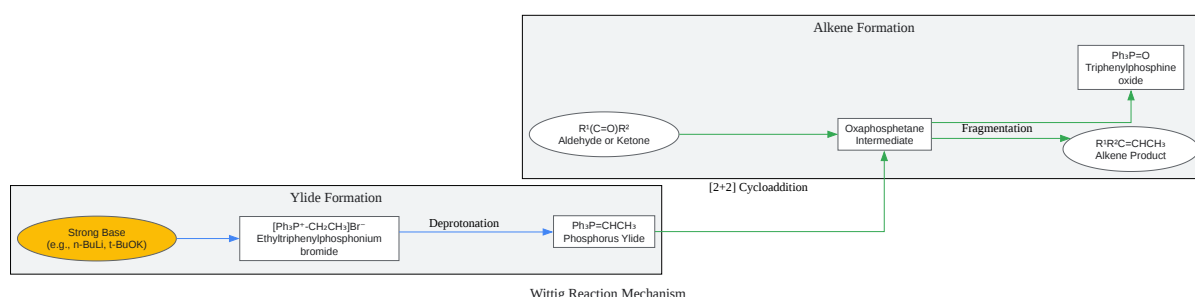 Alkene Formation
Ph₃P=O
Triphenylphosphine
oxide
R¹(C=O)R²
Aldehyde or Ketone
Oxaphosphetane
Intermediate
Fragmentation
R¹R²C=CHCH₃
Alkene Product
[2+2] Cycloaddition
Ylide Formation
Strong Base
(e.g., n-BuLi, t-BuOK)
[Ph₃P⁺-CH₂CH₃]Br⁻
Ethyltriphenylphosphonium
bromide
Deprotonation
Ph₃P=CHCH₃
Phosphorus Ylide
Wittig Reaction Mechanism